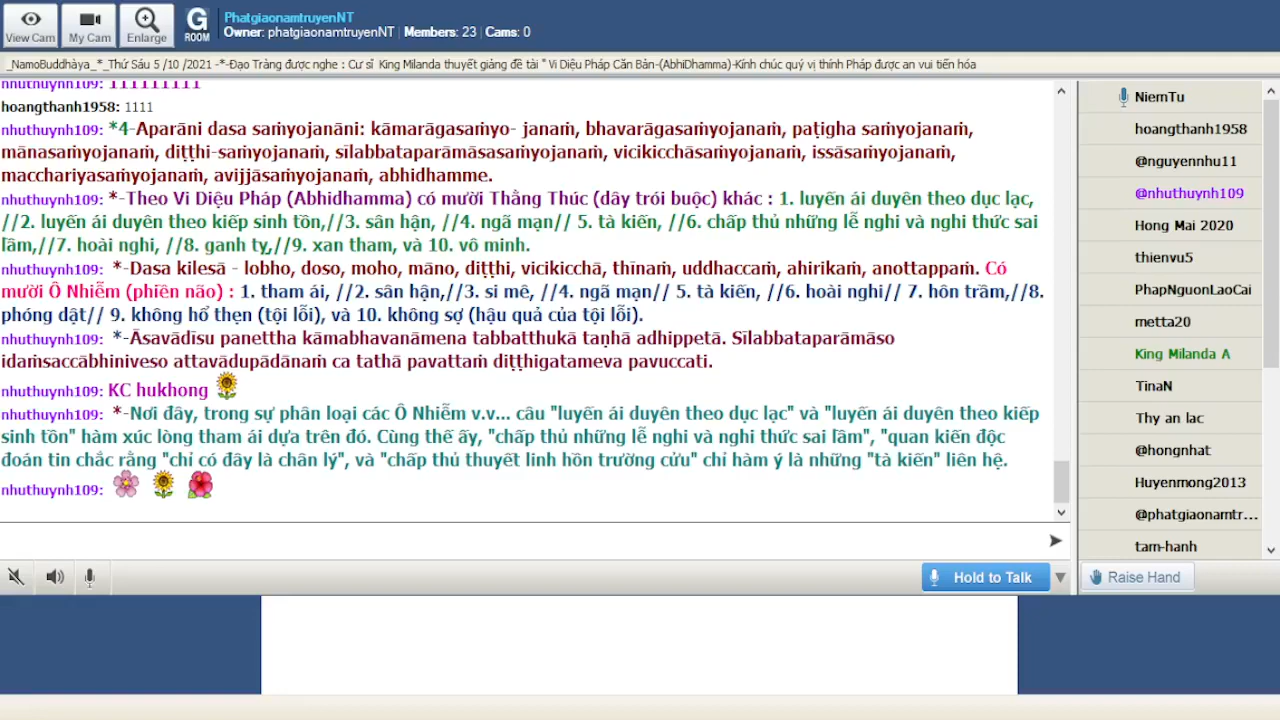 View Cam
My Cam
Enlarge
G
ROOM
PhatgiaonamtruyenNT
Owner: phatgiaonamtruyenNT | Members: 23 | Cams: 0
_NamoBuddhàya_*_Thứ Sáu 5 /10 /2021 -*-Đạo Tràng được nghe : Cư sĩ King Milanda thuyết giảng đề tài " Vi Diệu Pháp Căn Bản-(AbhiDhamma)-Kính chúc quý vị thính Pháp được an vui tiến hóa
nhuthuynh109: 111111111
hoangthanh1958: 1111
nhuthuynh109: *4-Aparāni dasa saṁyojanāni: kāmarāgasaṁyo- janaṁ, bhavarāgasaṁyojanaṁ, paṭigha saṁyojanaṁ,
mānasaṁyojanaṁ, diṭṭhi-saṁyojanaṁ, sīlabbataparāmāsasaṁyojanaṁ, vicikicchāsaṁyojanaṁ, issāsaṁyojanaṁ,
macchariyasaṁyojanaṁ, avijjāsaṁyojanaṁ, abhidhamme.
nhuthuynh109: *-Theo Vi Diệu Pháp (Abhidhamma) có mười Thằng Thúc (dây trói buộc) khác : 1. luyến ái duyên theo dục lạc,
//2. luyến ái duyên theo kiếp sinh tồn,//3. sân hận, //4. ngã mạn// 5. tà kiến, //6. chấp thủ những lễ nghi và nghi thức sai
lầm,//7. hoài nghi, //8. ganh tỵ,//9. xan tham, và 10. vô minh.
nhuthuynh109: *-Dasa kilesā - lobho, doso, moho, māno, diṭṭhi, vicikicchā, thīnaṁ, uddhaccaṁ, ahirikaṁ, anottappaṁ. Có
mười Ô Nhiễm (phiền não) : 1. tham ái, //2. sân hận,//3. si mê, //4. ngã mạn// 5. tà kiến, //6. hoài nghi// 7. hôn trầm,//8.
phóng dật// 9. không hổ thẹn (tội lỗi), và 10. không sợ (hậu quả của tội lỗi).
nhuthuynh109: *-Āsavādīsu panettha kāmabhavanāmena tabbatthukā taṇhā adhippetā. Sīlabbataparāmāso
idaṁsaccābhiniveso attavādupādānaṁ ca tathā pavattaṁ diṭṭhigatameva pavuccati.
nhuthuynh109: KC hukhong
nhuthuynh109: *-Nơi đây, trong sự phân loại các Ô Nhiễm v.v... câu "luyến ái duyên theo dục lạc" và "luyến ái duyên theo kiếp
sinh tồn" hàm xúc lòng tham ái dựa trên đó. Cùng thế ấy, "chấp thủ những lễ nghi và nghi thức sai lầm", "quan kiến độc
đoán tin chắc rằng "chỉ có đây là chân lý", và "chấp thủ thuyết linh hồn trường cửu" chỉ hàm ý là những "tà kiến" liên hệ.
nhuthuynh109:
NiemTu
hoangthanh1958
@nguyennhu11
@nhuthuynh109
Hong Mai 2020
thienvu5
PhapNguonLaoCai
metta20
King Milanda A
TinaN
Thy an lac
@hongnhat
Huyenmong2013
@phatgiaonamtr...
tam-hanh
Hold to Talk
Raise Hand